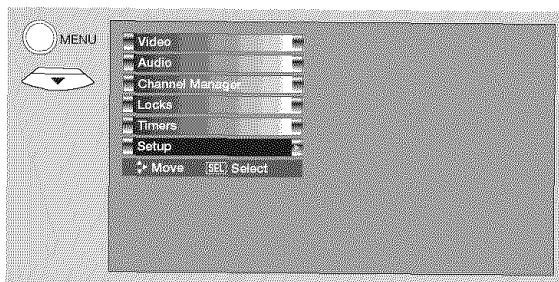 MENU
Video
Audio
Channel Manager
Locks
Timers
Setup
Move SEL Select